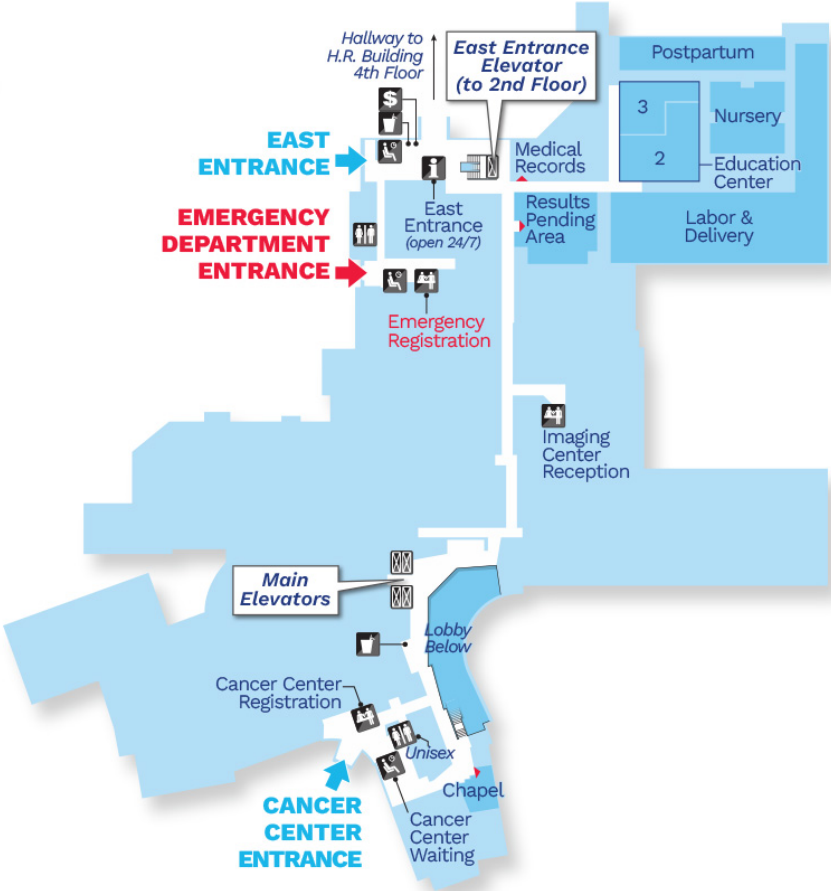 Hallway to
H.R. Building
4th Floor
East Entrance
Elevator
(to 2nd Floor)
Postpartum
$
3
Nursery
EAST
ENTRANCE
i
Medical
Records
2
Education
Center
EMERGENCY
DEPARTMENT
ENTRANCE
East
Entrance
(open 24/7)
Results
Pending
Area
Labor &
Delivery
Emergency
Registration
Imaging
Center
Reception
Main
Elevators
Lobby
Below
Cancer Center
Registration
Unisex
Chapel
CANCER
CENTER
ENTRANCE
Cancer
Center
Waiting